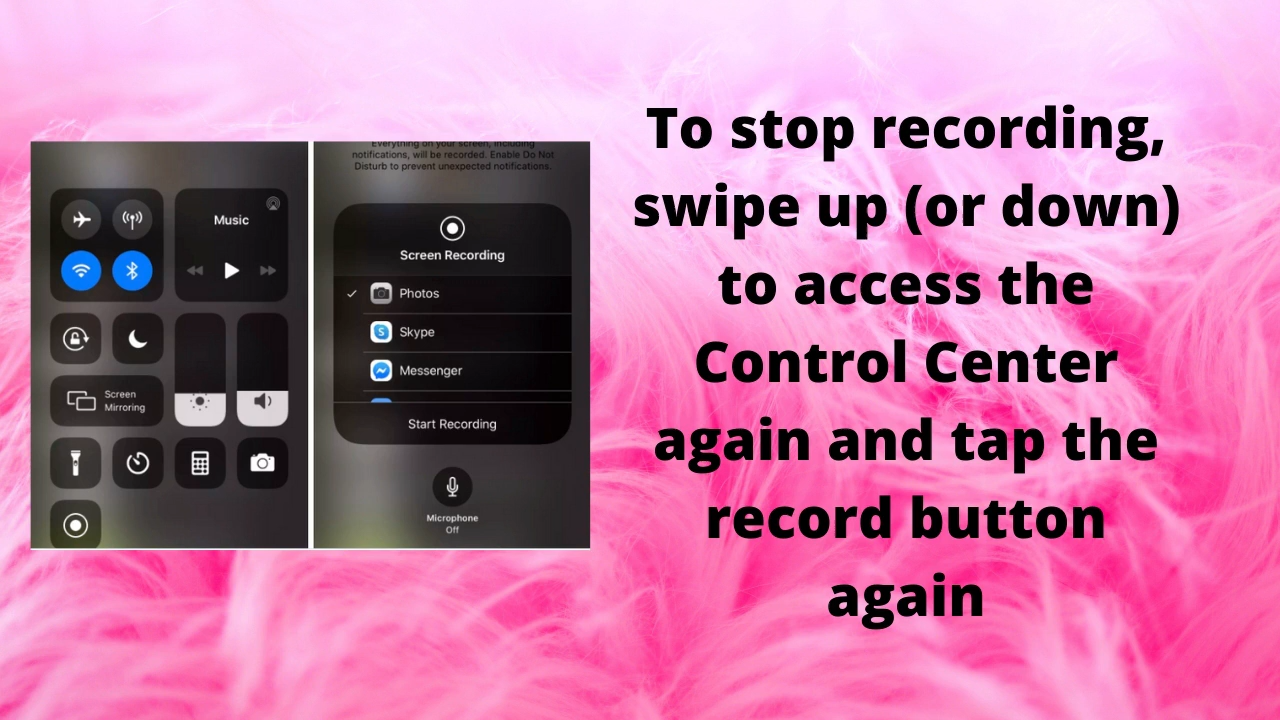 Music
Screen
Mirroring
Everything on your screen, including
notifications, will be recorded. Enable Do Not
Disturb to prevent unexpected notifications.
Screen Recording
Photos
Skype
Messenger
Start Recording
Microphone
Off
To stop recording,
swipe up (or down)
to access the
Control Center
again and tap the
record button
again